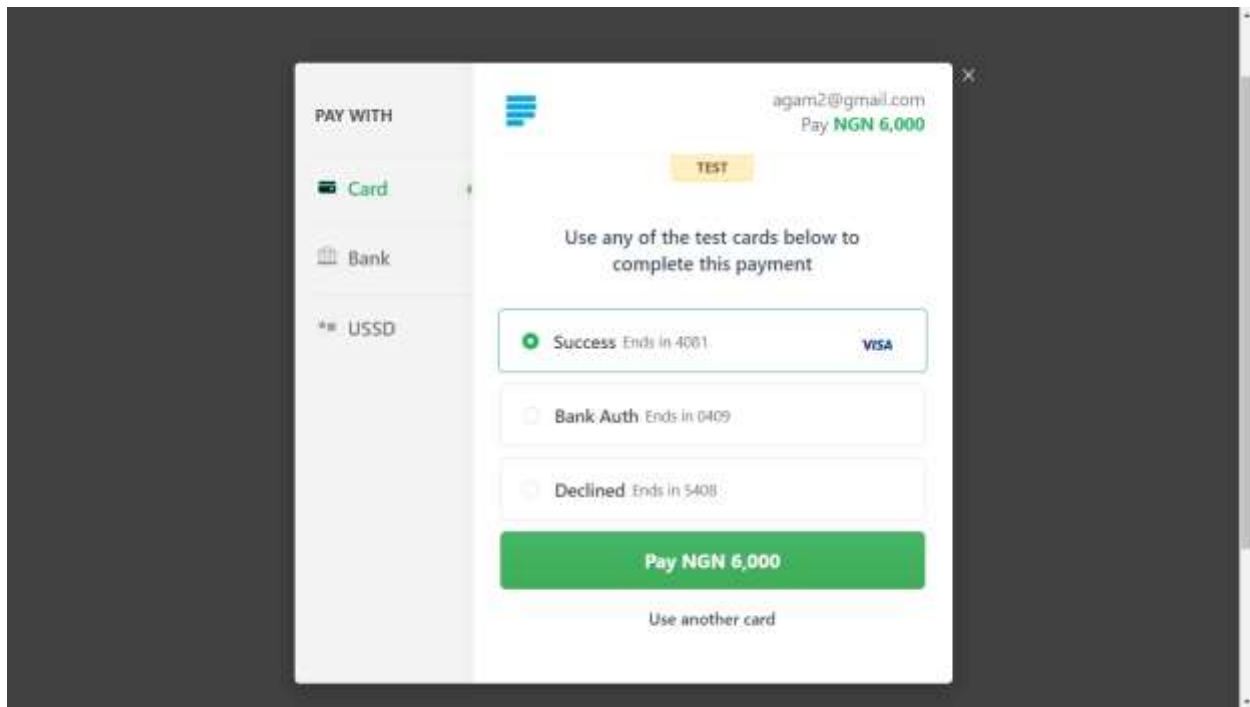 PAY WITH
Card
Bank
*# USSD
agam2@gmail.com
Pay NGN 6,000
TEST
Use any of the test cards below to
complete this payment
Success Ends in 4081
VISA
Bank Auth Ends in 0409
Declined Ends in 5408
Pay NGN 6,000
Use another card